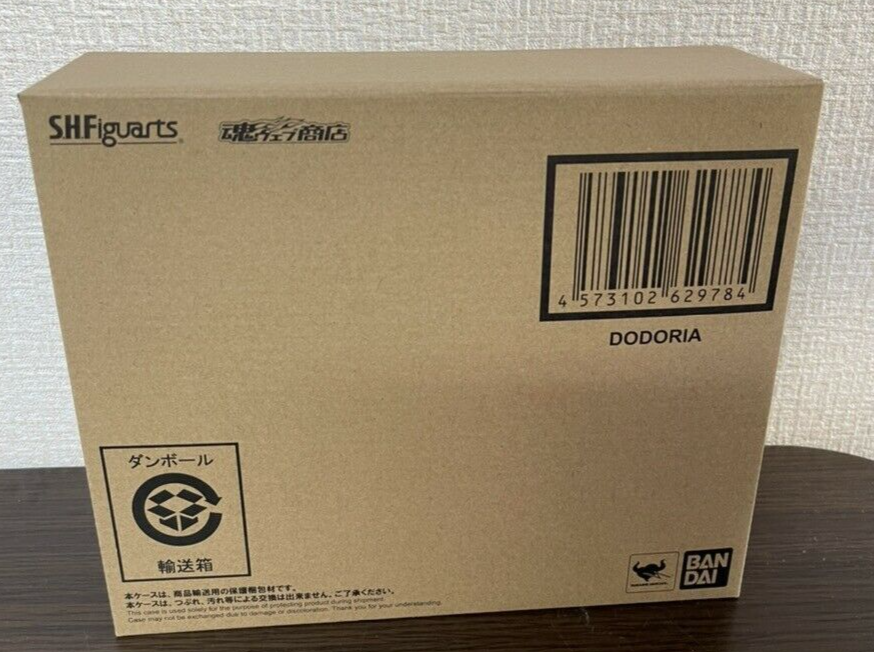 SHFiguarts
魂ウェブ商店
4 573102 629784
DODORIA
ダンボール
輸送箱
BAN
DAI
本ケースは、商品輸送用の保護梱包材です。
本ケースは、つぶれ、汚れ等による交換は出来ません。ご了承ください。
This case is used solely for the purpose of protecting product during shipment.
Case may not be exchanged due to damage or discoloration. Thank you for your understanding.